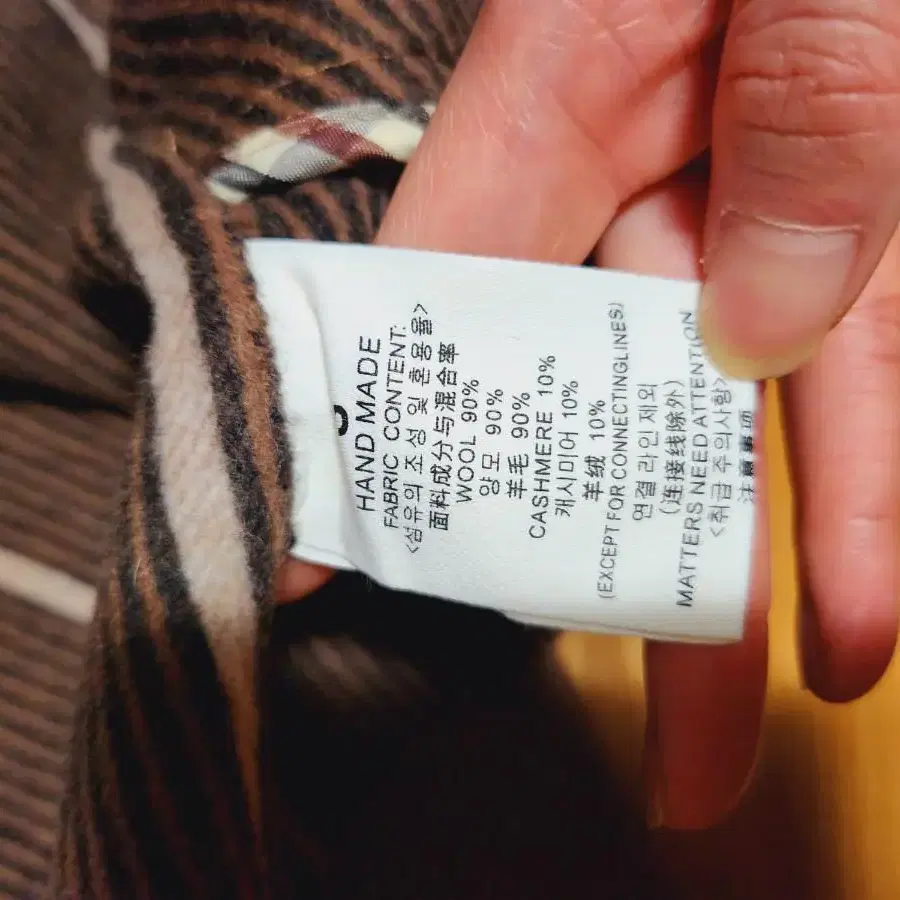 HAND MADE
FABRIC CONTENT:
<섬유의 조성 및 혼용율>
面料成分与混合率
WOOL 90%
양모 90%
羊毛 90%
CASHMERE 10%
캐시미어 10%
羊绒 10%
(EXCEPT FOR CONNECTINGLINES)
연결 라인 제외
(连接线除外)
MATTERS NEED ATTENTION
<취급 주의사항>
注意事项